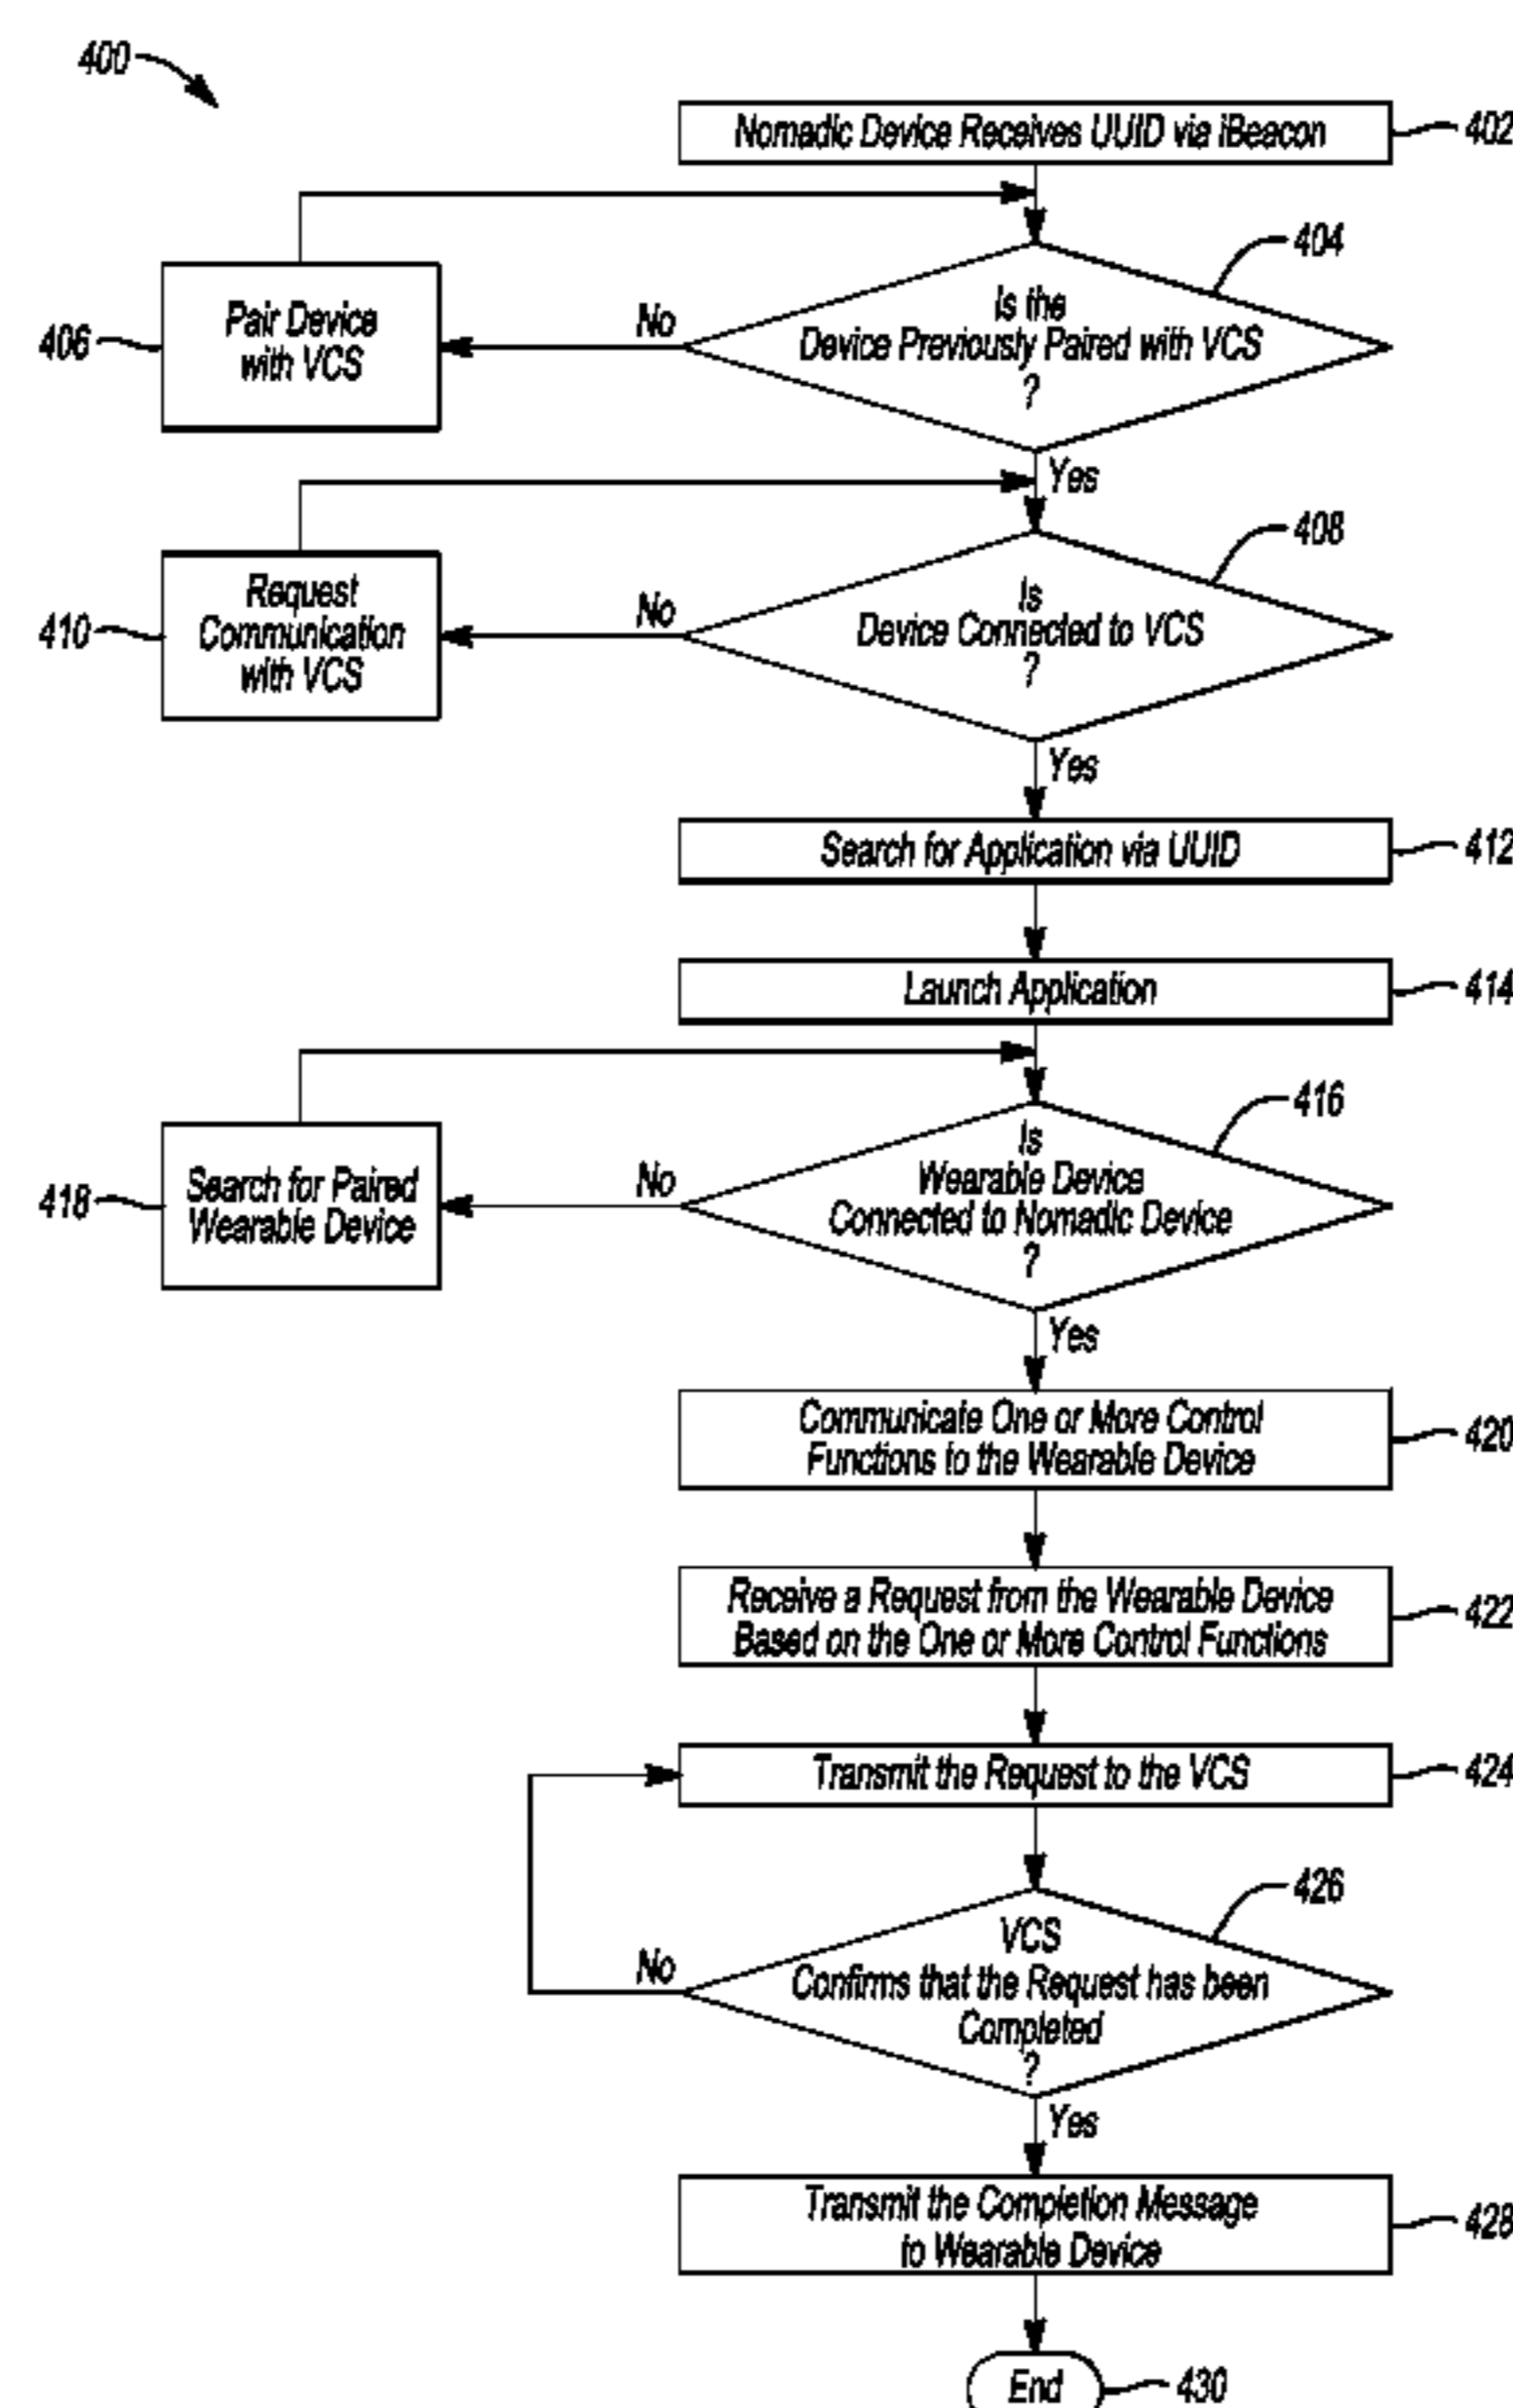 400
Nomadic Device Receives UUID via iBeacon
402
404
Is the
Device Previously Paired with VCS
?
No
Pair Device
with VCS
406
Yes
408
Is
Device Connected to VCS
?
No
Request
Communication
with VCS
410
Yes
Search for Application via UUID
412
Launch Application
414
416
Is
Wearable Device
Connected to Nomadic Device
?
No
Search for Paired
Wearable Device
418
Yes
Communicate One or More Control
Functions to the Wearable Device
420
Receive a Request from the Wearable Device
Based on the One or More Control Functions
422
Transmit the Request to the VCS
424
426
VCS
Confirms that the Request has been
Completed
?
No
Yes
Transmit the Completion Message
to Wearable Device
428
End
430